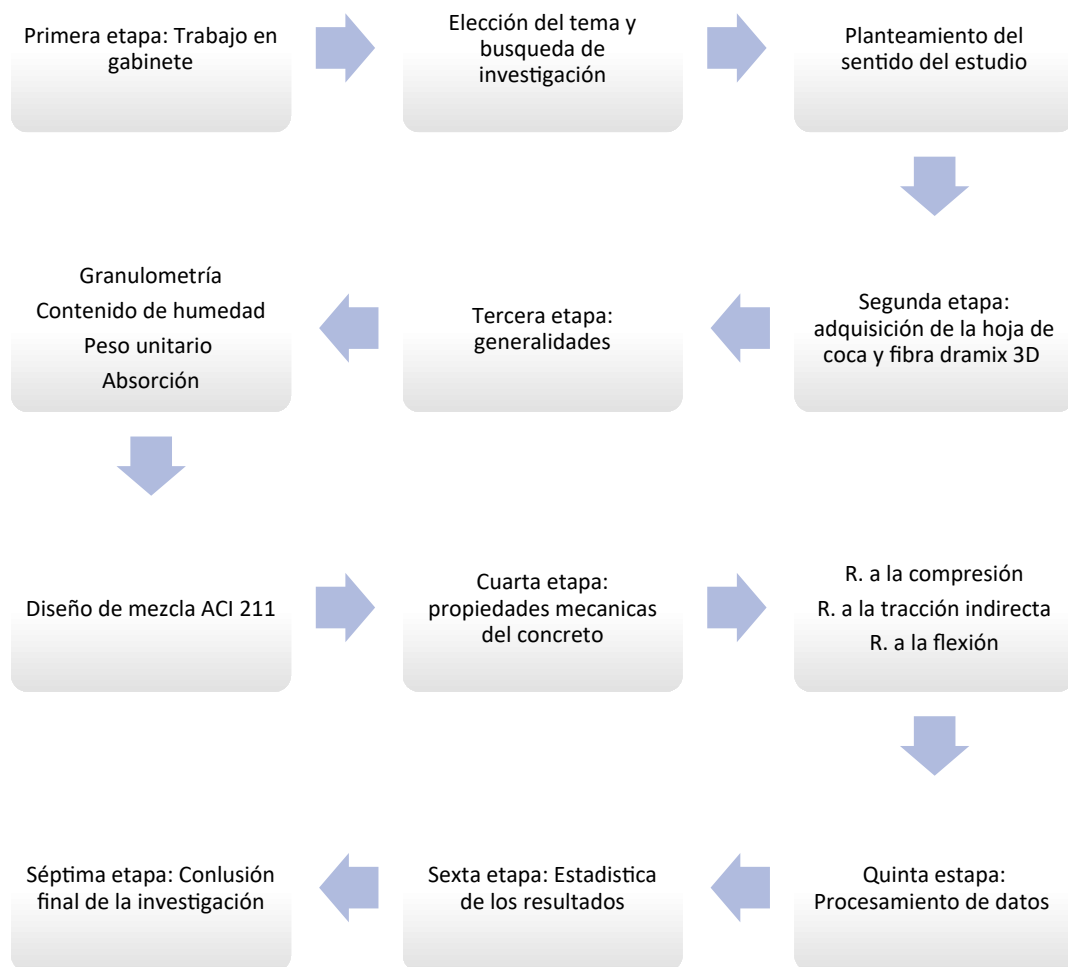 Primera etapa: Trabajo en
gabinete
Elección del tema y
busqueda de
investigación
Planteamiento del
sentido del estudio
Segunda etapa:
adquisición de la hoja de
coca y fibra dramix 3D
Tercera etapa:
generalidades
Granulometría
Contenido de humedad
Peso unitario
Absorción
Diseño de mezcla ACI 211
Cuarta etapa:
propiedades mecanicas
del concreto
R. a la compresión
R. a la tracción indirecta
R. a la flexión
Quinta estapa:
Procesamiento de datos
Sexta etapa: Estadistica
de los resultados
Séptima etapa: Conlusión
final de la investigación